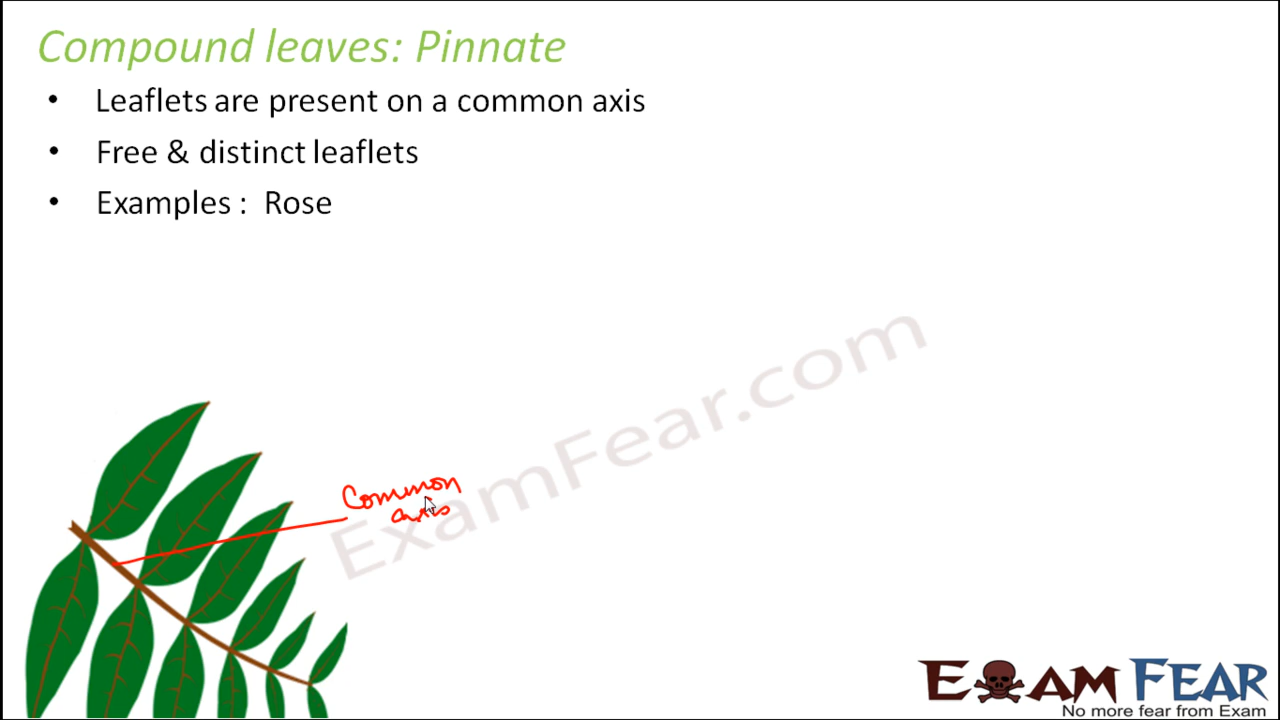 Compound leaves: Pinnate
• Leaflets are present on a common axis
• Free & distinct leaflets
• Examples : Rose
Common
axis
ExamFear.com
EXAM FEAR
No more fear from Exam